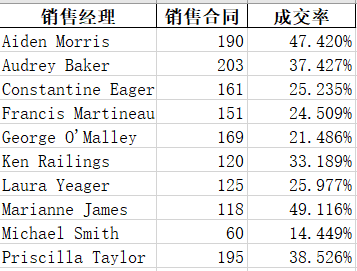 销售经理 销售合同 成交率
Aiden Morris 190 47.420%
Audrey Baker 203 37.427%
Constantine Eager 161 25.235%
Francis Martineau 151 24.509%
George O'Malley 169 21.486%
Ken Railings 120 33.189%
Laura Yeager 125 25.977%
Marianne James 118 49.116%
Michael Smith 60 14.449%
Priscilla Taylor 195 38.526%